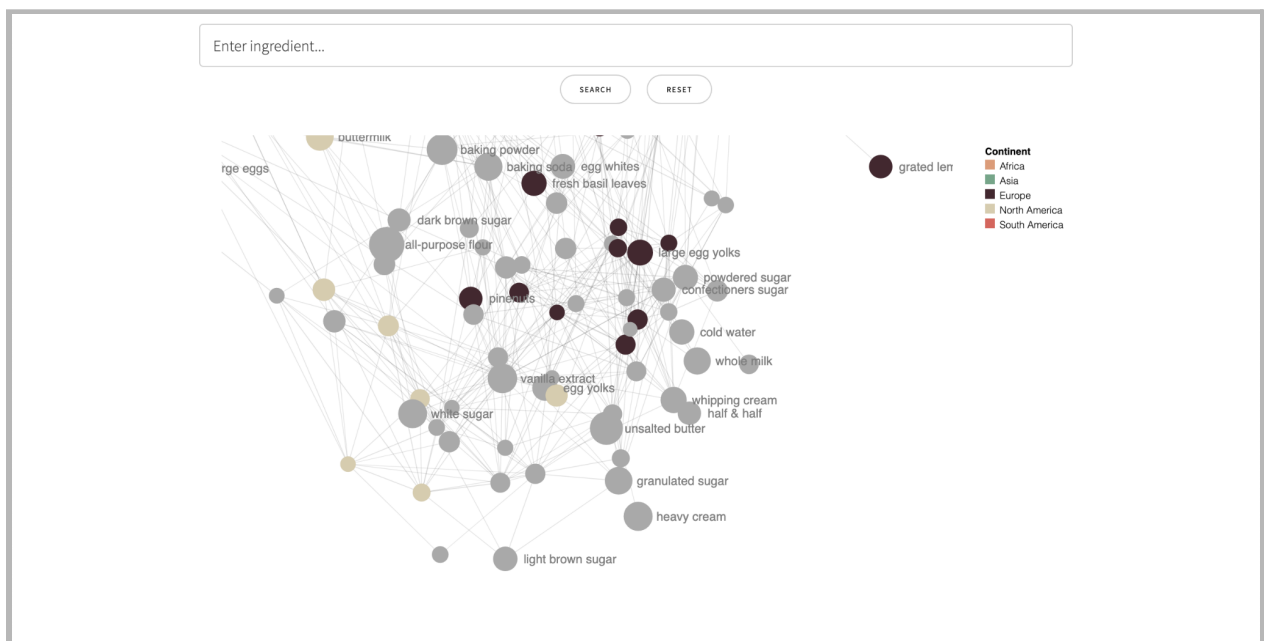 Enter ingredient...
SEARCH
RESET
buttermilk
baking powder
rge eggs
baking soda
egg whites
grated len
fresh basil leaves
Continent
Africa
Asia
Europe
North America
South America
dark brown sugar
all-purpose flour
large egg yolks
powdered sugar
confectioners sugar
pinenuts
cold water
whole milk
vanilla extract
egg yolks
whipping cream
half & half
white sugar
unsalted butter
granulated sugar
heavy cream
light brown sugar